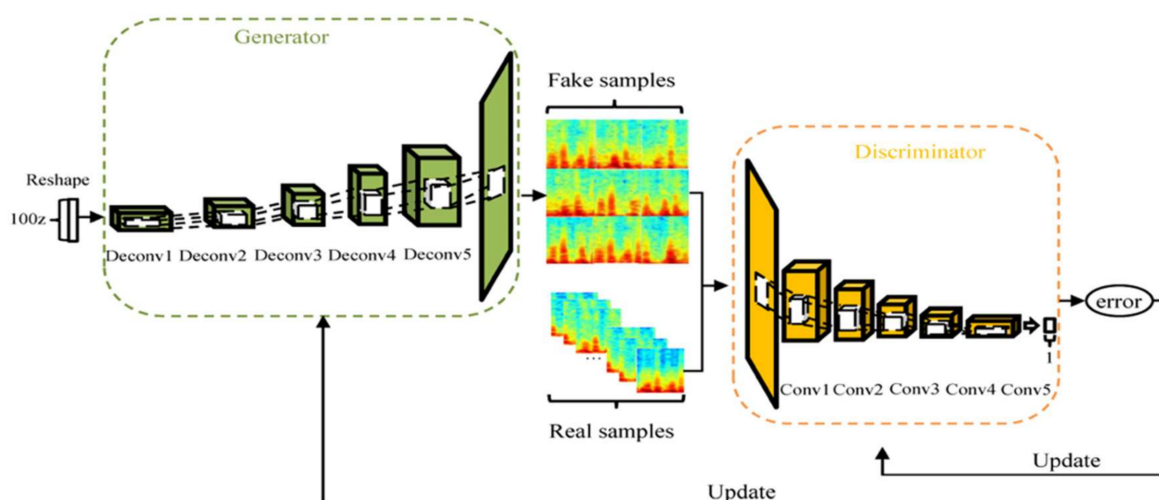 Generator
Reshape
100z
Deconv1 Deconv2 Deconv3 Deconv4 Deconv5
Fake samples
...
Real samples
Discriminator
Conv1 Conv2 Conv3 Conv4 Conv5
1
error
Update
Update